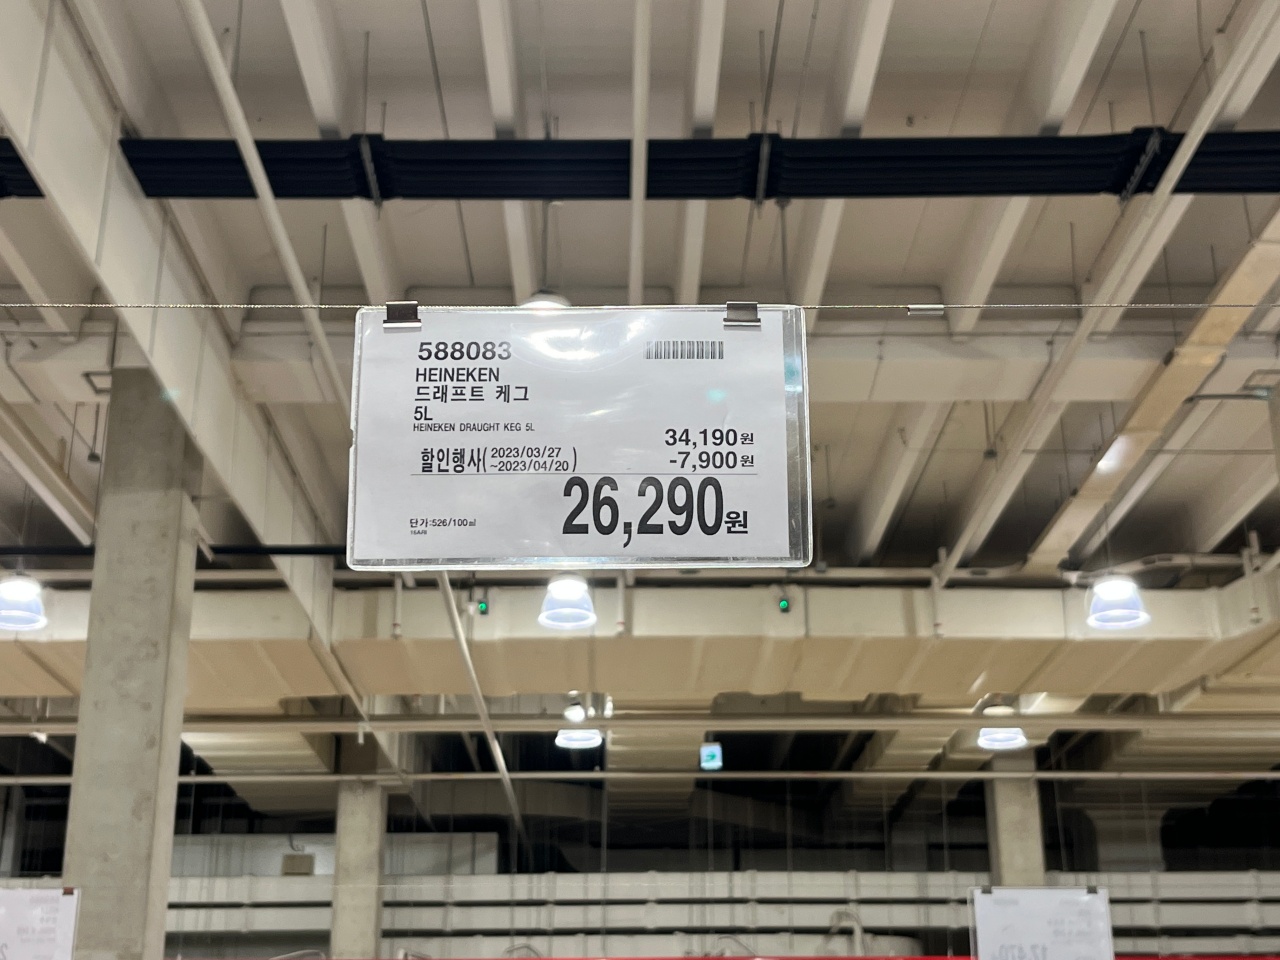 588083
HEINEKEN
드래프트 케그
5L
HEINEKEN DRAUGHT KEG 5L
34,190원
할인행사(2023/03/27 ~2023/04/20)
-7,900원
26,290원
단가:526/100㎖